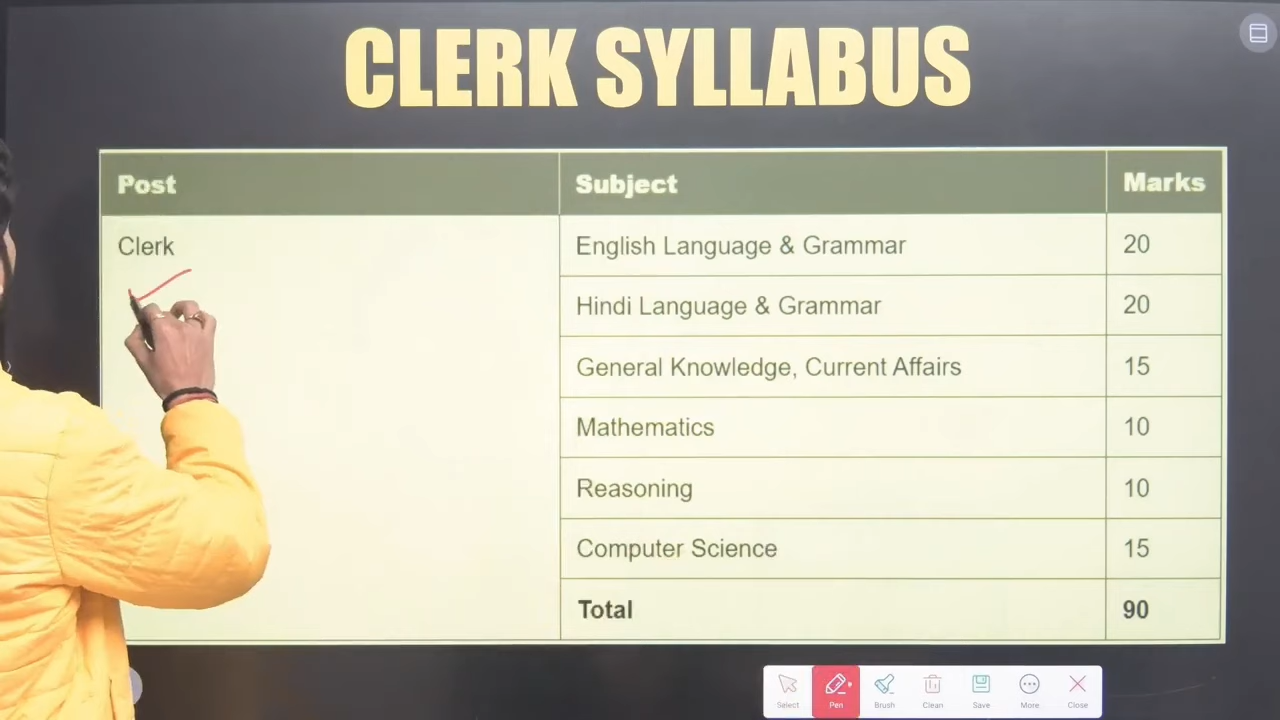 CLERK SYLLABUS
Post Subject Marks
Clerk English Language & Grammar 20
Hindi Language & Grammar 20
General Knowledge, Current Affairs 15
Mathematics 10
Reasoning 10
Computer Science 15
Total 90
Select Pen Brush Clean Save More Close